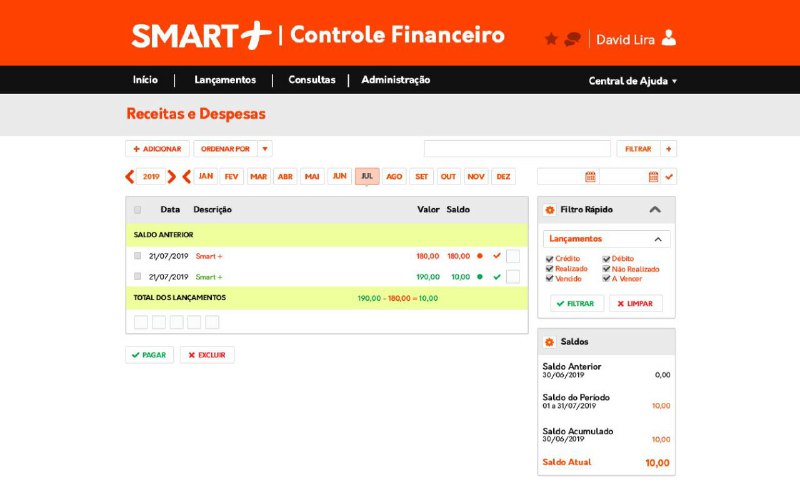 SMART+ | Controle Financeiro
David Lira
Início | Lançamentos | Consultas | Administração
Central de Ajuda
Receitas e Despesas
+ ADICIONAR
ORDENAR POR
FILTRAR +
2019 JAN FEV MAR ABR MAI JUN JUL AGO SET OUT NOV DEZ
Data Descrição Valor Saldo
SALDO ANTERIOR
21/07/2019 Smart + 180,00 180,00
21/07/2019 Smart + 190,00 10,00
TOTAL DOS LANÇAMENTOS 190,00 - 180,00 = 10,00
PAGAR
EXCLUIR
Filtro Rápido
Lançamentos
Crédito Débito
Realizado Não Realizado
Vencido A Vencer
FILTRAR LIMPAR
Saldos
Saldo Anterior
30/06/2019 0,00
Saldo do Período
01 a 31/07/2019 10,00
Saldo Acumulado
30/06/2019 10,00
Saldo Atual 10,00